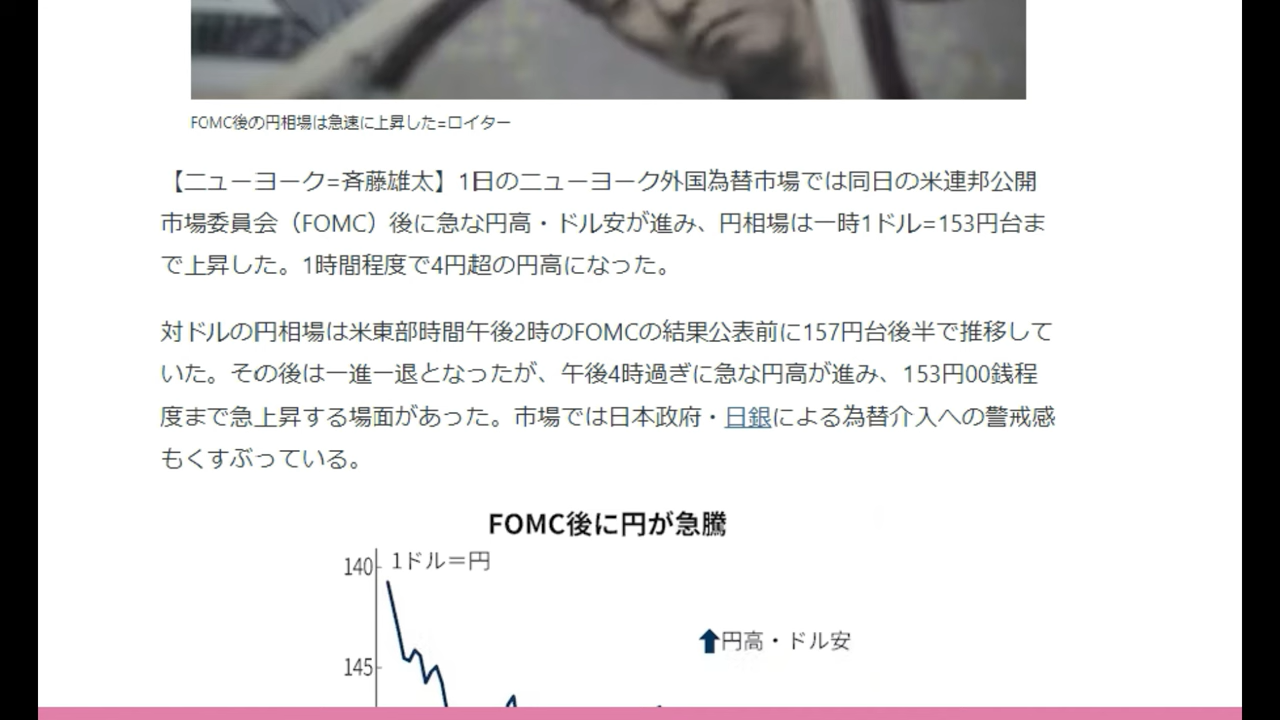 FOMC後の円相場は急速に上昇した=ロイター
【ニューヨーク=斉藤雄太】1日のニューヨーク外国為替市場では同日の米連邦公開
市場委員会（FOMC）後に急な円高・ドル安が進み、円相場は一時1ドル=153円台ま
で上昇した。1時間程度で4円超の円高になった。
対ドルの円相場は米東部時間午後2時のFOMCの結果公表前に157円台後半で推移して
いた。その後は一進一退となったが、午後4時過ぎに急な円高が進み、153円00銭程
度まで急上昇する場面があった。市場では日本政府・日銀による為替介入への警戒感
もくすぶっている。
FOMC後に円が急騰
140
1ドル＝円
円高・ドル安
145